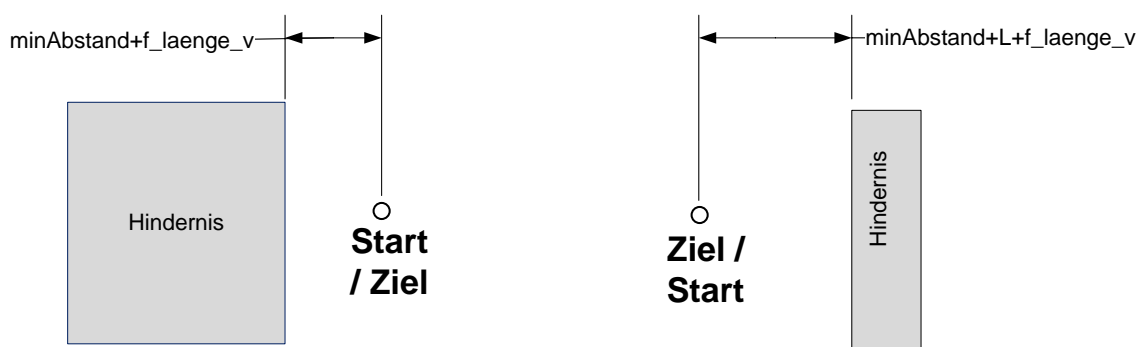 minAbstand+f_laenge_v
minAbstand+L+f_laenge_v
Hindernis
Start
/ Ziel
Ziel /
Start
Hindernis